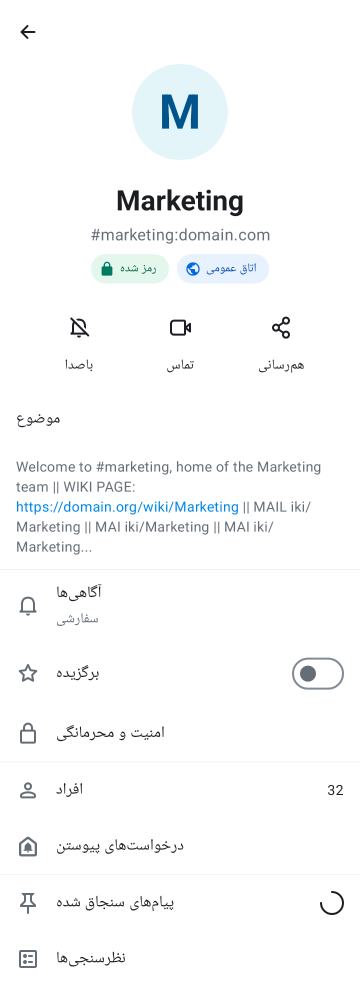 M
Marketing
#marketing:domain.com
رمز شده
اتاق عمومی
باصدا
تماس
هم‌رسانی
موضوع
Welcome to #marketing, home of the Marketing
team || WIKI PAGE:
https://domain.org/wiki/Marketing || MAIL iki/
Marketing || MAI iki/Marketing || MAI iki/
Marketing...
آگاهی‌ها
سفارشی
برگزیده
امنیت و محرمانگی
افراد
32
درخواست‌های پیوستن
پیام‌های سنجاق شده
نظرسنجی‌ها